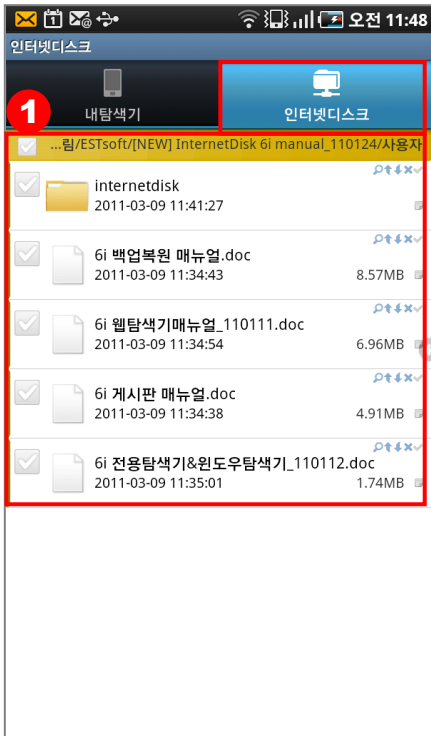 오전 11:48
인터넷디스크
내탐색기
인터넷디스크
1
...림/ESTsoft/[NEW] InternetDisk 6i manual_110124/사용자
internetdisk
2011-03-09 11:41:27
6i 백업복원 매뉴얼.doc
2011-03-09 11:34:43 8.57MB
6i 웹탐색기매뉴얼_110111.doc
2011-03-09 11:34:54 6.96MB
6i 게시판 매뉴얼.doc
2011-03-09 11:34:38 4.91MB
6i 전용탐색기&윈도우탐색기_110112.doc
2011-03-09 11:35:01 1.74MB